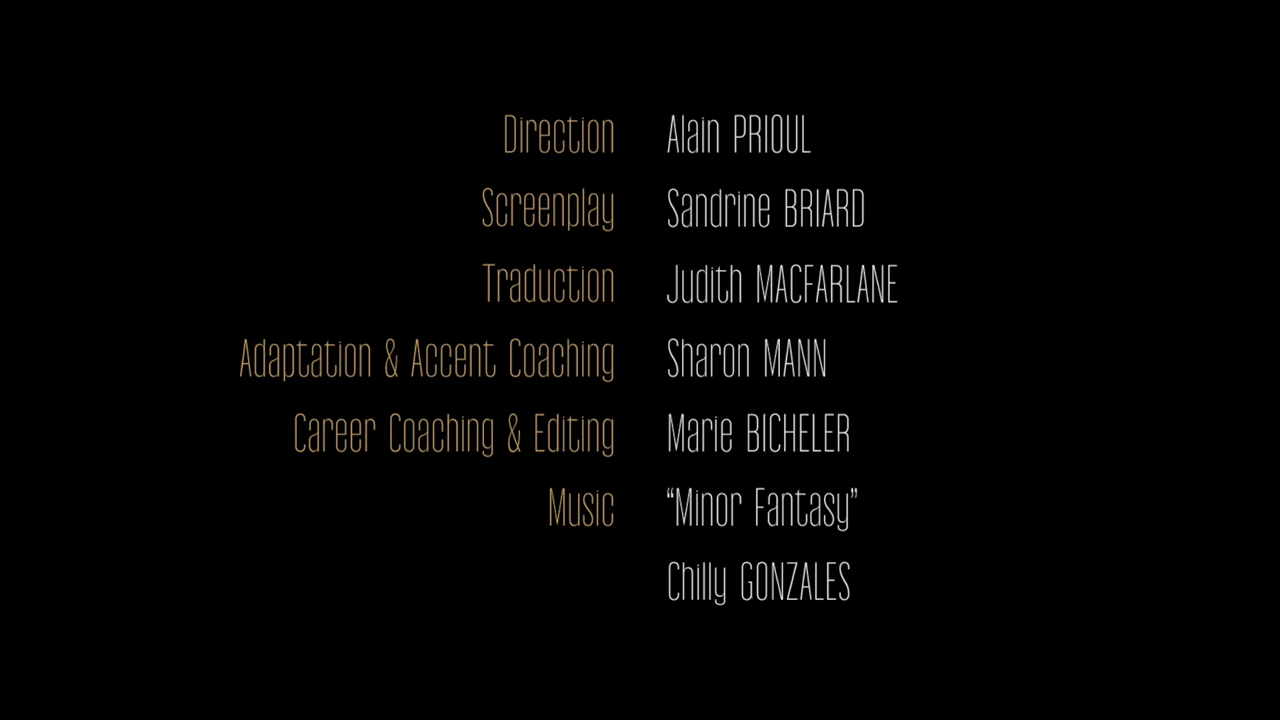 Direction Alain PRIOUL
Screenplay Sandrine BRIARD
Traduction Judith MACFARLANE
Adaptation & Accent Coaching Sharon MANN
Career Coaching & Editing Marie BICHELER
Music “Minor Fantasy”
Chilly GONZALES